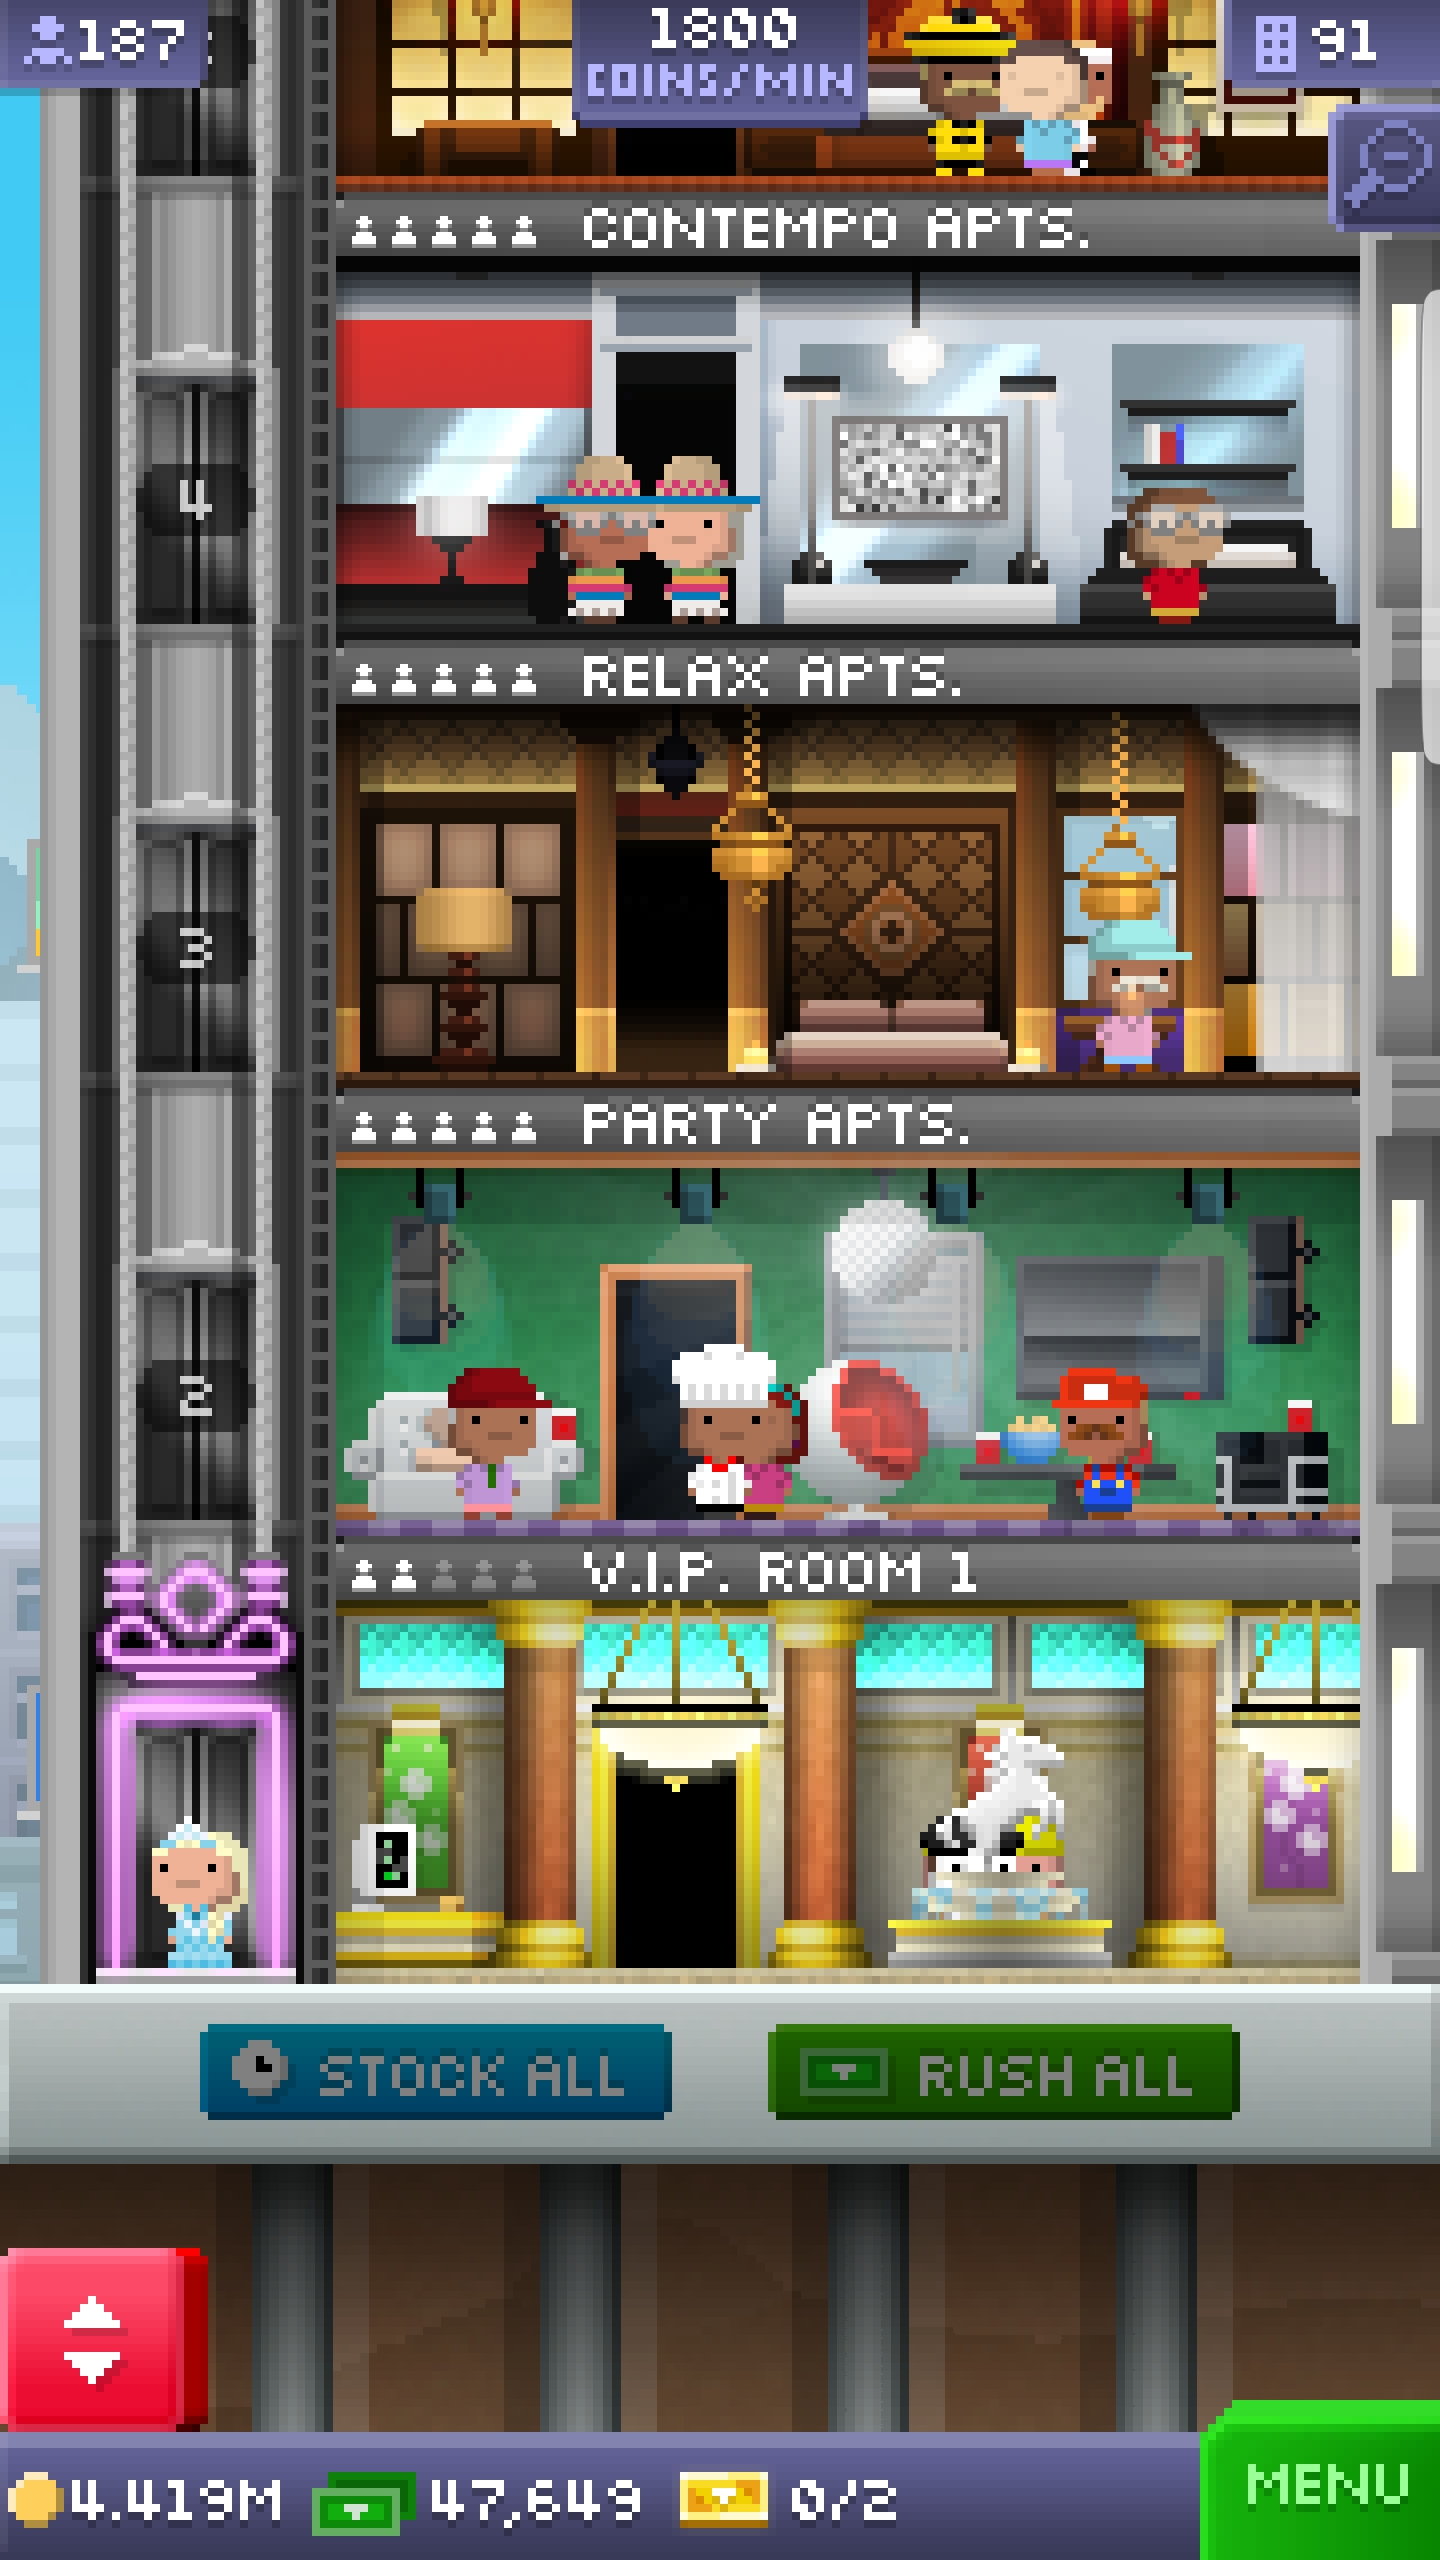 187
1800
COINS/MIN
91
CONTEMPO APTS.
4
RELAX APTS.
3
PARTY APTS.
2
V.I.P. ROOM 1
STOCK ALL
RUSH ALL
4.419M
47,649
0/2
MENU